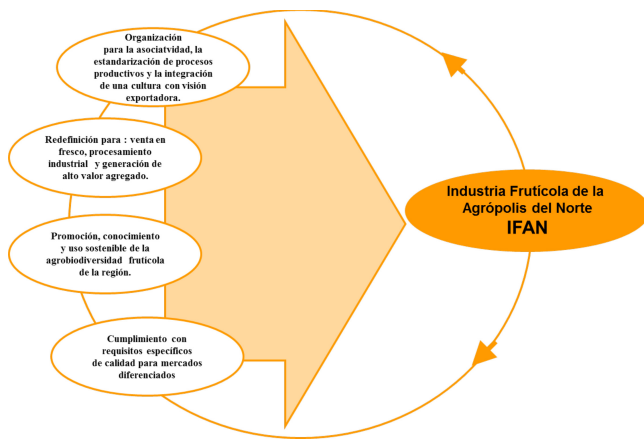 Organización
para la asociatvidad, la
estandarización de procesos
productivos y la integración
de una cultura con visión
exportadora.
Redefinición para : venta en
fresco, procesamiento
industrial y generación de
alto valor agregado.
Promoción, conocimiento
y uso sostenible de la
agrobiodiversidad frutícola
de la región.
Cumplimiento con
requisitos específicos
de calidad para mercados
diferenciados
Industria Frutícola de la
Agrópolis del Norte
IFAN